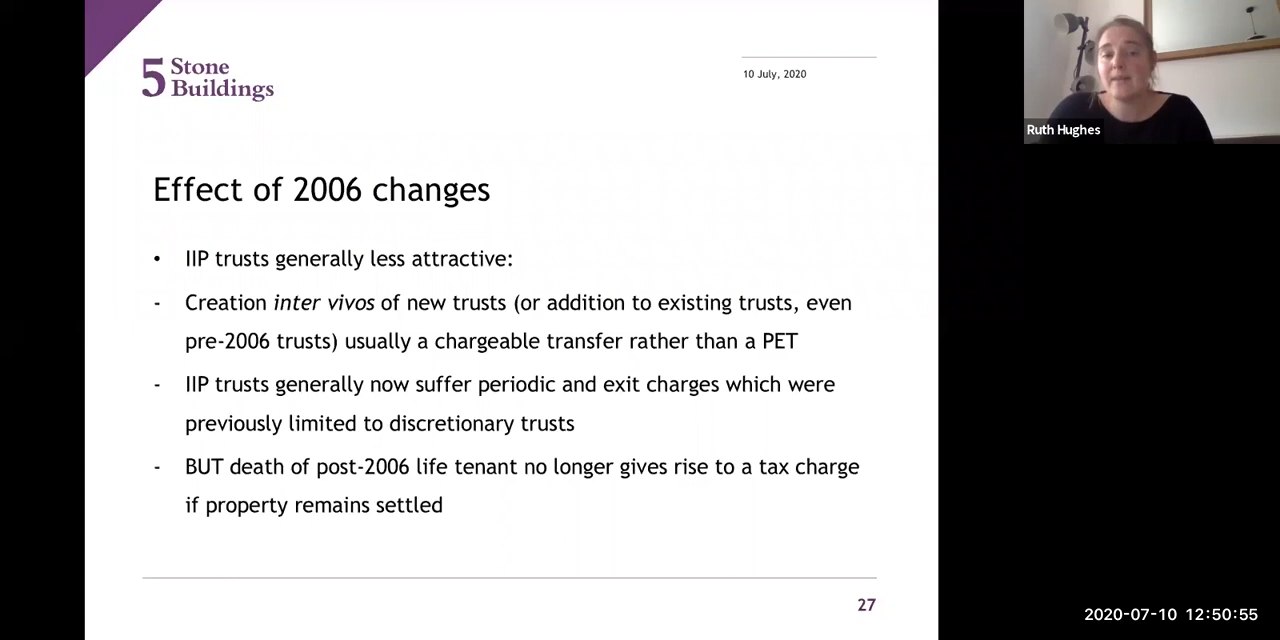 5 Stone
Buildings
10 July, 2020
Ruth Hughes
Effect of 2006 changes
• IIP trusts generally less attractive:
- Creation inter vivos of new trusts (or addition to existing trusts, even
pre-2006 trusts) usually a chargeable transfer rather than a PET
- IIP trusts generally now suffer periodic and exit charges which were
previously limited to discretionary trusts
- BUT death of post-2006 life tenant no longer gives rise to a tax charge
if property remains settled
27
2020-07-10 12:50:55